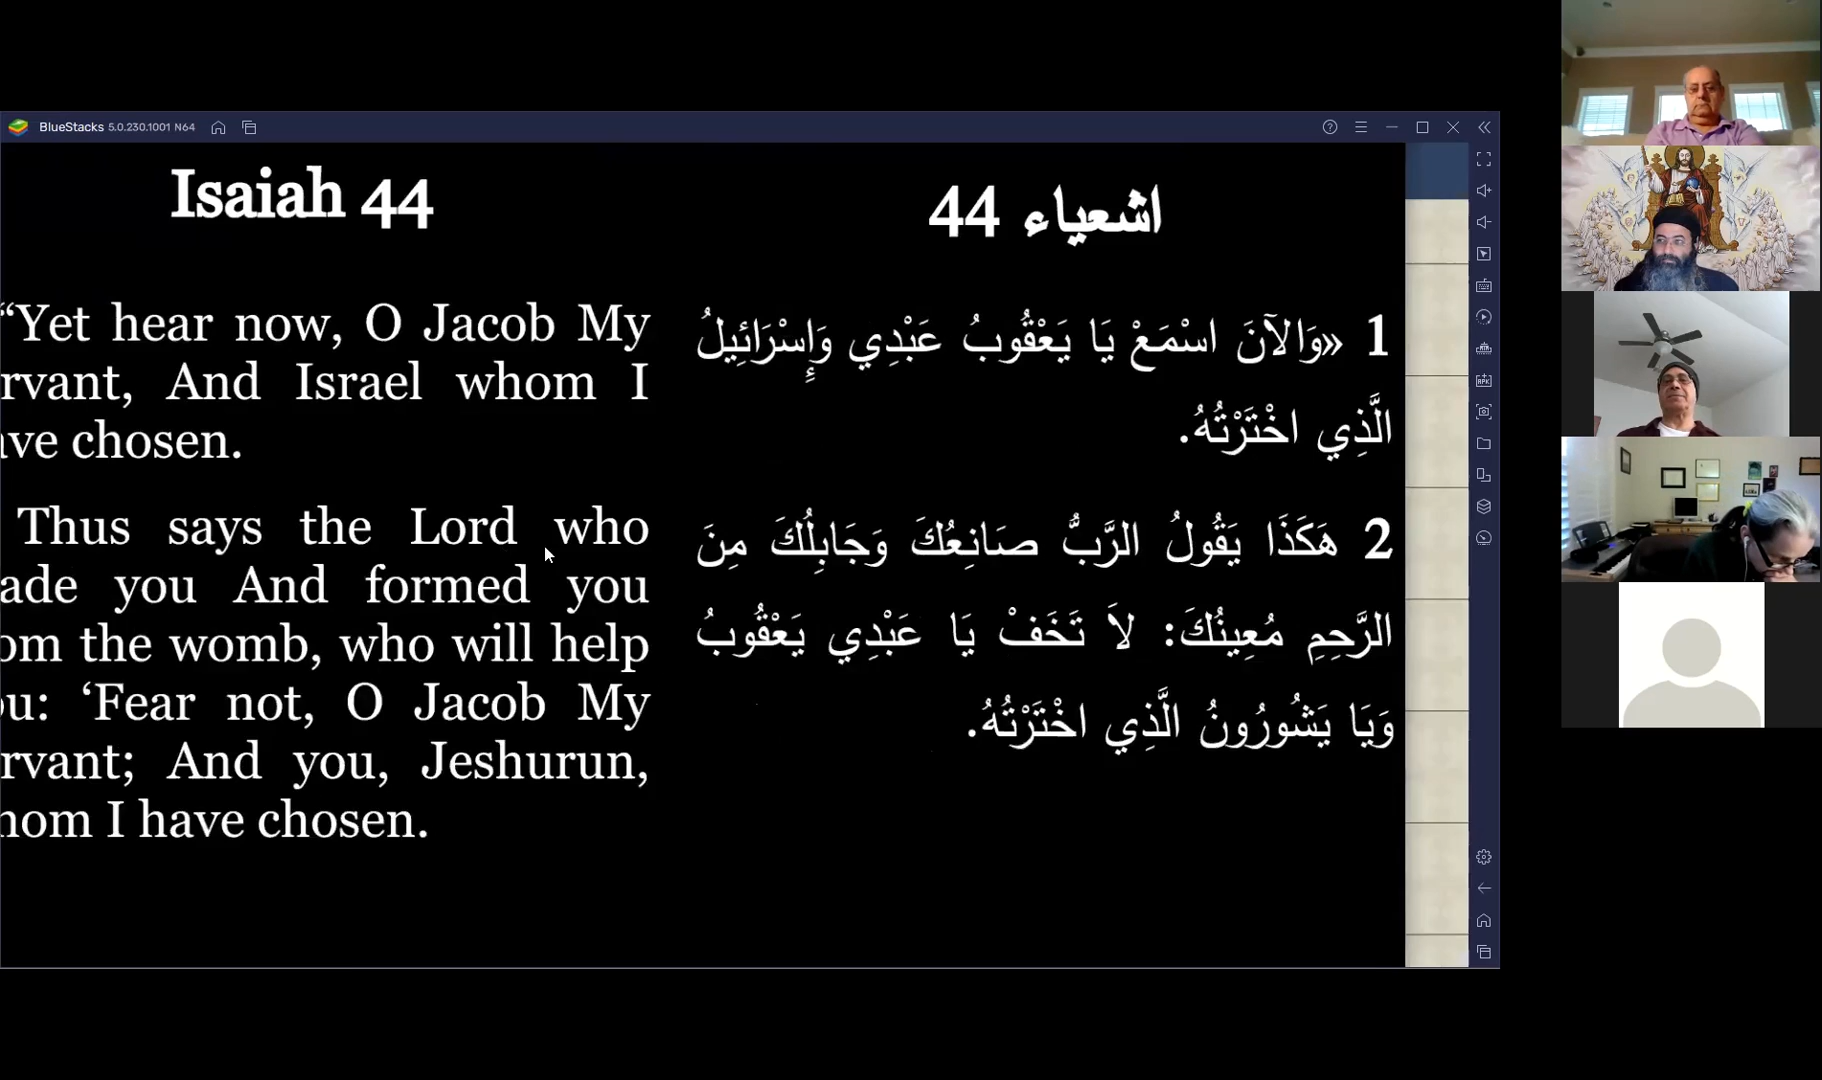 BlueStacks 5.0.230.1001 N64
Isaiah 44
“Yet hear now, O Jacob My
rvant, And Israel whom I
ave chosen.
Thus says the Lord who
ade you And formed you
om the womb, who will help
ou: ‘Fear not, O Jacob My
rvant; And you, Jeshurun,
hom I have chosen.
اشعياء 44
1 «وَالآنَ اسْمَعْ يَا يَعْقُوبُ عَبْدِي وَإِسْرَائِيلُ
الَّذِي اخْتَرْتُهُ.
2 هَكَذَا يَقُولُ الرَّبُّ صَانِعُكَ وَجَابِلُكَ مِنَ
الرَّحِمِ مُعِينُكَ: لاَ تَخَفْ يَا عَبْدِي يَعْقُوبُ
وَيَا يَشُورُونُ الَّذِي اخْتَرْتُهُ.